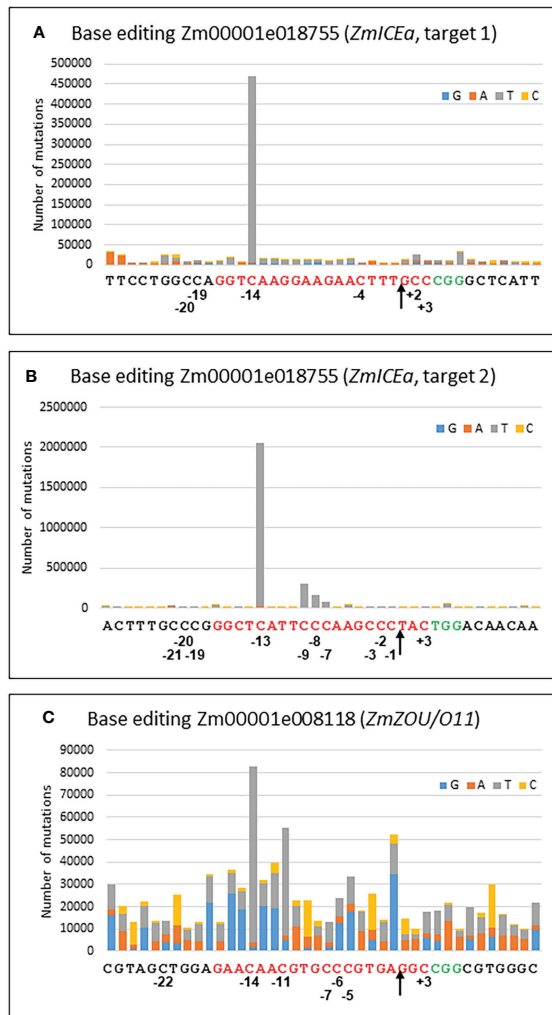 A Base editing Zm00001e018755 (ZmICEa, target 1)
500000
450000
400000
350000
300000
250000
200000
150000
100000
50000
0
Number of mutations
G A T C
TTCCTGGCCAGGTCAAGGAAGAACTTTGCCCGGGCTCATT
-19 -14 -4 +2
-20 +3
B Base editing Zm00001e018755 (ZmICEa, target 2)
2500000
2000000
1500000
1000000
500000
0
Number of mutations
G A T C
ACTTTGCCCGGGCTCATTCCCAAGCCCTACTGGACAACAA
-20 -13 -8 -2 +3
-21 -19 -9 -7 -3 -1
C Base editing Zm00001e008118 (ZmZOU/O11)
90000
80000
70000
60000
50000
40000
30000
20000
10000
0
Number of mutations
G A T C
CGTAGCTGGAGAACAACGTGCCCGTGAGGCCGGCGTGGGC
-22 -14 -11 -6 +3
-7 -5